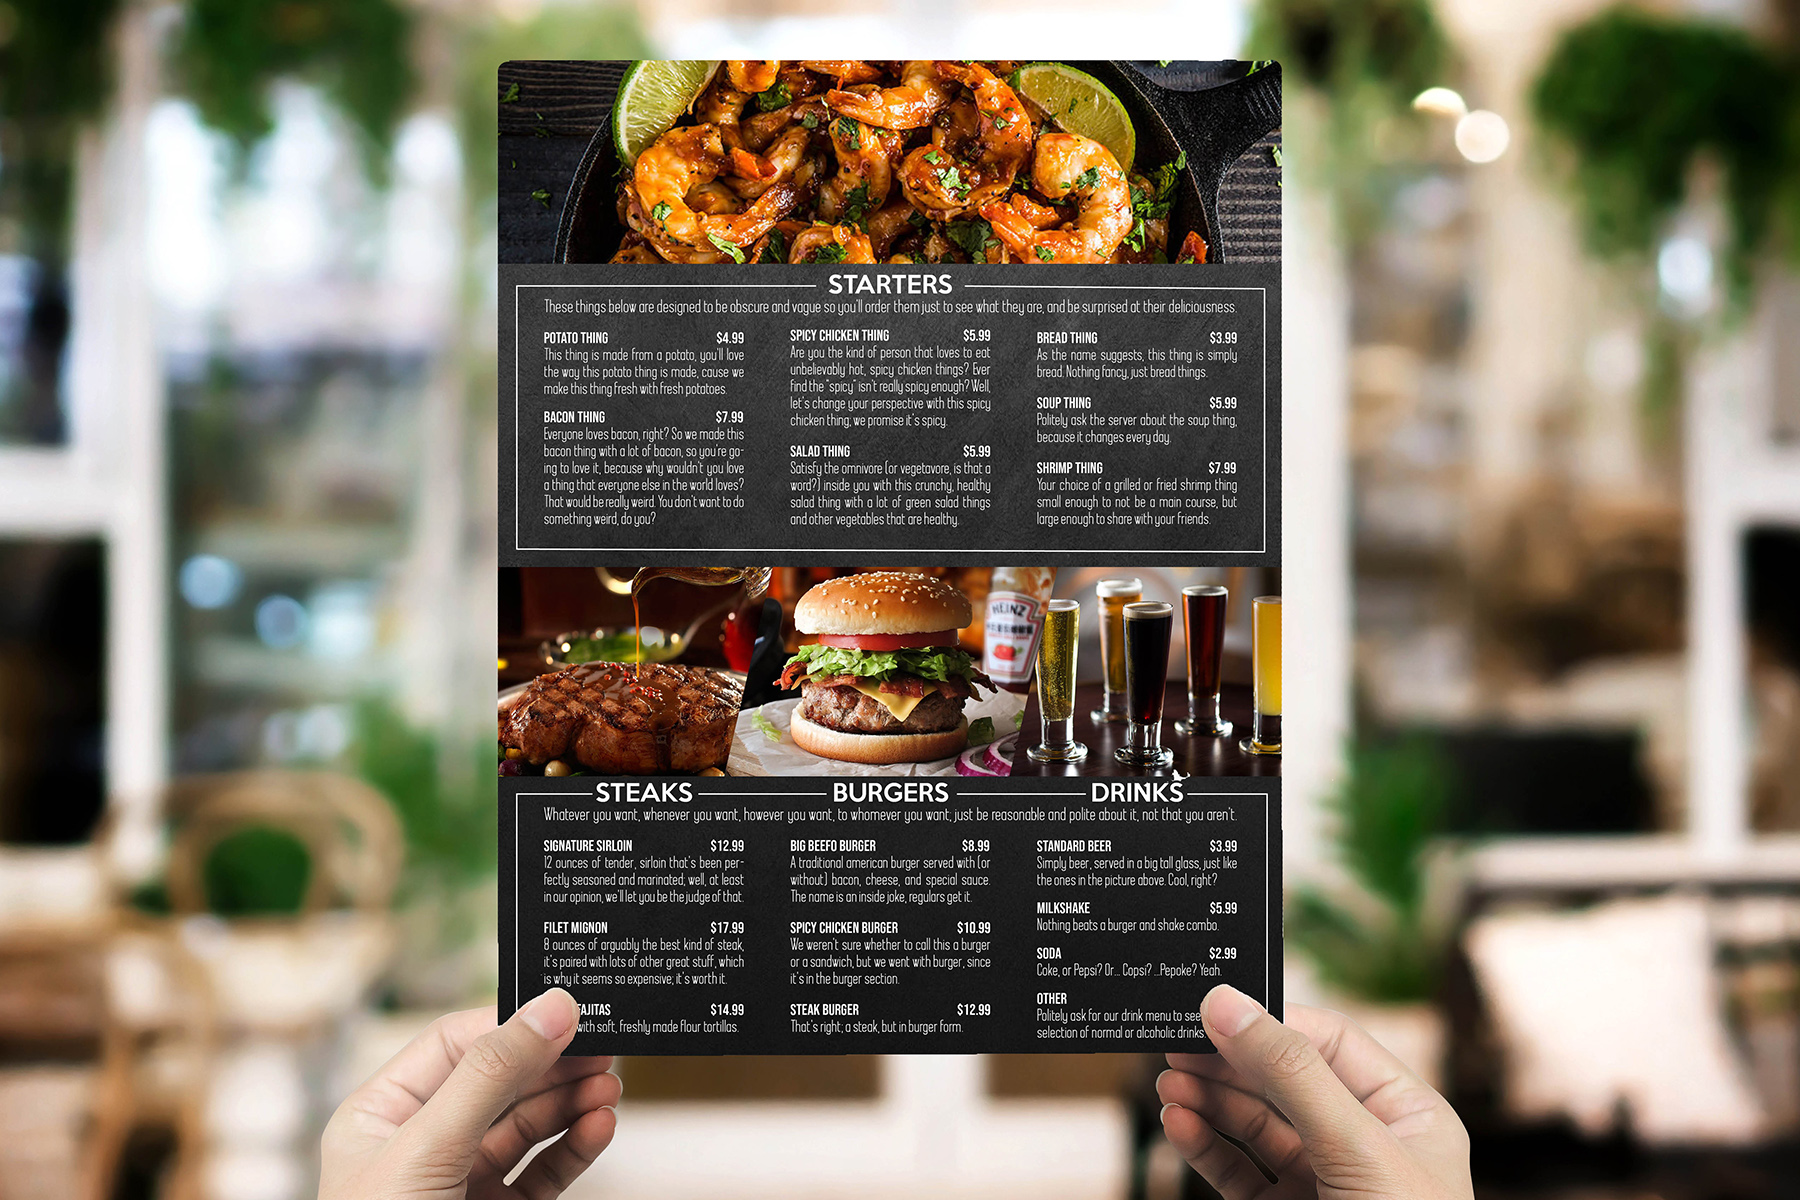 STARTERS
These things below are designed to be obscure and vague so you'll order them just to see what they are, and be surprised at their deliciousness.
POTATO THING $4.99
This thing is made from a potato, you'll love
the way this potato thing is made, cause we
make this thing fresh with fresh potatoes.
BACON THING $7.99
Everyone loves bacon, right? So we made this
bacon thing with a lot of bacon, so you're go-
ing to love it, because why wouldn't you love
a thing that everyone else in the world loves?
That would be really weird. You don't want to do
something weird, do you?
SPICY CHICKEN THING $5.99
Are you the kind of person that loves to eat
unbelievably hot, spicy chicken things? Ever
find the "spicy" isn't really spicy enough? Well,
let's change your perspective with this spicy
chicken thing; we promise it's spicy.
SALAD THING $5.99
Satisfy the omnivore (or vegetavore, is that a
word?) inside you with this crunchy, healthy
salad thing with a lot of green salad things
and other vegetables that are healthy.
BREAD THING $3.99
As the name suggests, this thing is simply
bread. Nothing fancy, just bread things.
SOUP THING $5.99
Politely ask the server about the soup thing,
because it changes every day.
SHRIMP THING $7.99
Your choice of a grilled or fried shrimp thing
small enough to not be a main course, but
large enough to share with your friends.
HEINZ
STEAKS BURGERS DRINKS
Whatever you want, whenever you want, however you want, to whomever you want; just be reasonable and polite about it, not that you aren't.
SIGNATURE SIRLOIN $12.99
12 ounces of tender, sirloin that's been per-
fectly seasoned and marinated; well, at least
in our opinion, we'll let you be the judge of that.
FILET MIGNON $17.99
8 ounces of arguably the best kind of steak,
it's paired with lots of other great stuff, which
is why it seems so expensive; it's worth it.
FAJITAS $14.99
with soft, freshly made flour tortillas.
BIG BEEFO BURGER $8.99
A traditional american burger served with (or
without) bacon, cheese, and special sauce.
The name is an inside joke, regulars get it.
SPICY CHICKEN BURGER $10.99
We weren't sure whether to call this a burger
or a sandwich, but we went with burger, since
it's in the burger section.
STEAK BURGER $12.99
That's right; a steak, but in burger form.
STANDARD BEER $3.99
Simply beer, served in a big tall glass, just like
the ones in the picture above. Cool, right?
MILKSHAKE $5.99
Nothing beats a burger and shake combo.
SODA $2.99
Coke, or Pepsi? Or... Copsi? ...Pepoke? Yeah.
OTHER
Politely ask for our drink menu to see
selection of normal or alcoholic drinks.